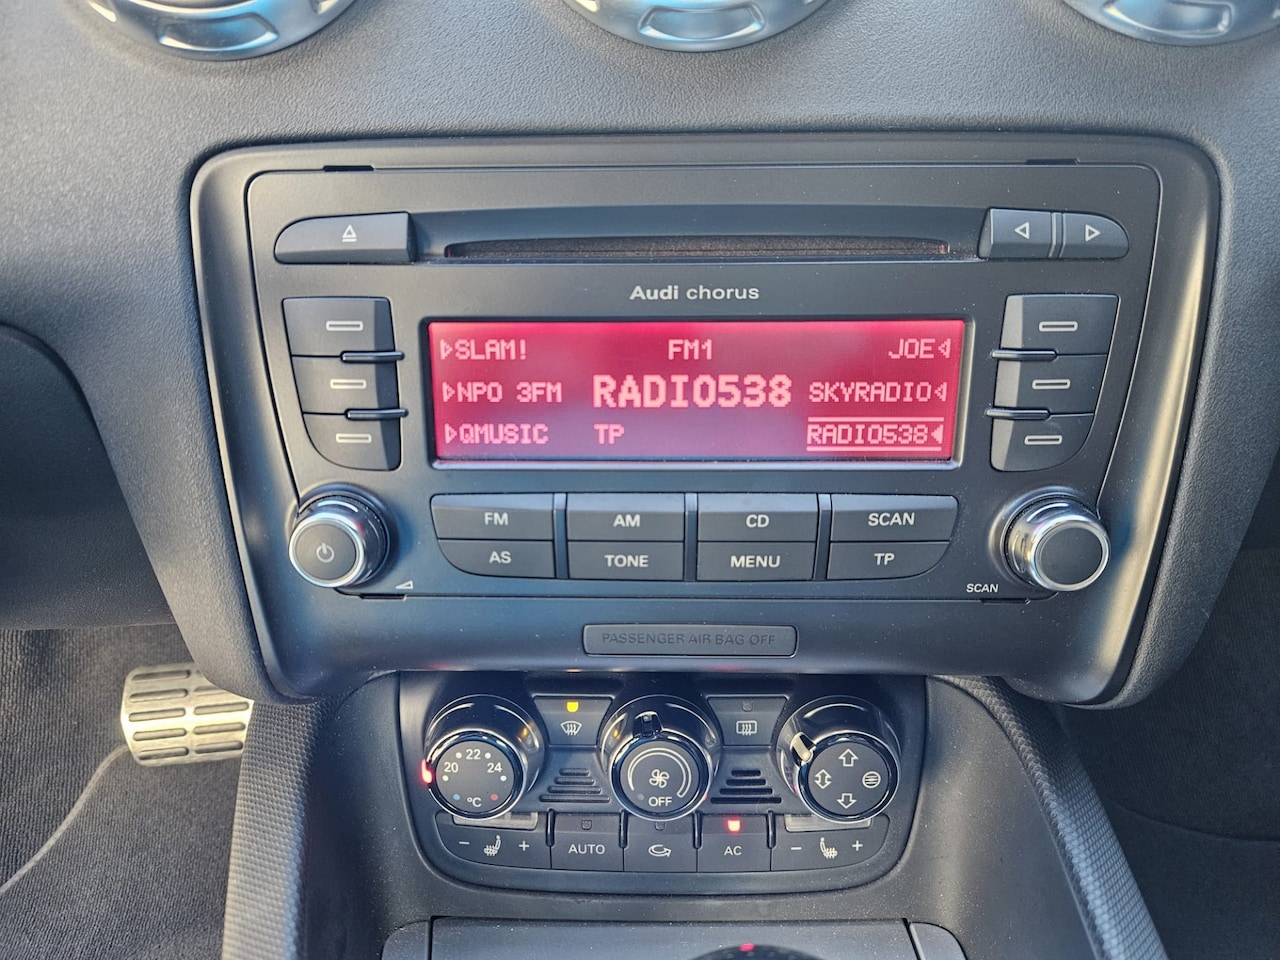 Audi chorus
SLAM! FM1 JOE
NPO 3FM RADIO538 SKYRADIO
QMUSIC TP RADIO538
FM AM CD SCAN
AS TONE MENU TP
SCAN
PASSENGER AIR BAG OFF
20 22 24
°C
OFF
- + AUTO AC - +